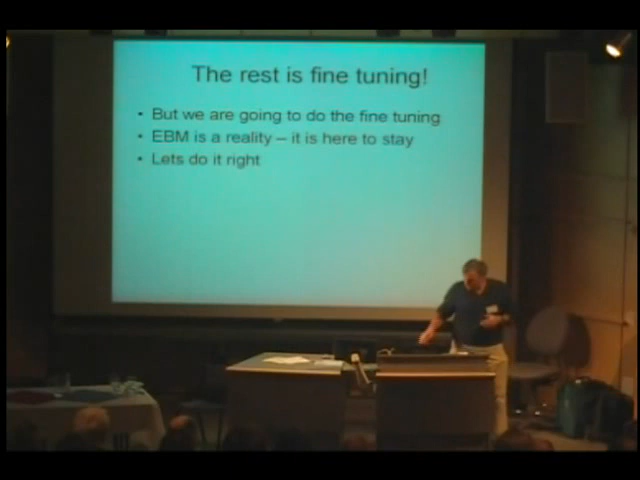 The rest is fine tuning!
• But we are going to do the fine tuning
• EBM is a reality – it is here to stay
• Lets do it right